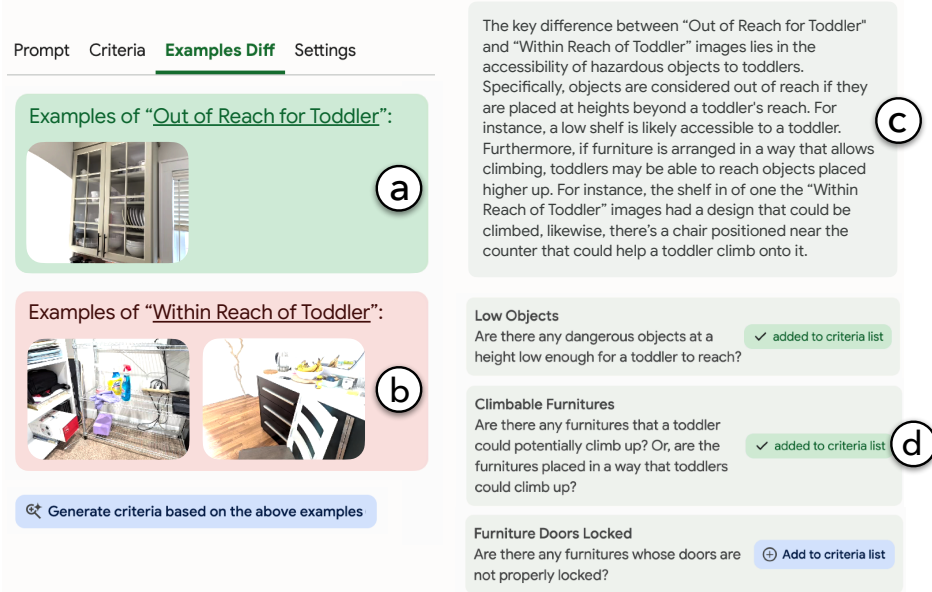 Prompt Criteria Examples Diff Settings
Examples of “Out of Reach for Toddler”:
a
Examples of “Within Reach of Toddler”:
b
Generate criteria based on the above examples
The key difference between “Out of Reach for Toddler"
and “Within Reach of Toddler” images lies in the
accessibility of hazardous objects to toddlers.
Specifically, objects are considered out of reach if they
are placed at heights beyond a toddler's reach. For
instance, a low shelf is likely accessible to a toddler.
Furthermore, if furniture is arranged in a way that allows
climbing, toddlers may be able to reach objects placed
higher up. For instance, the shelf in of one the “Within
Reach of Toddler” images had a design that could be
climbed, likewise, there’s a chair positioned near the
counter that could help a toddler climb onto it.
c
Low Objects
Are there any dangerous objects at a
height low enough for a toddler to reach?
added to criteria list
Climbable Furnitures
Are there any furnitures that a toddler
could potentially climb up? Or, are the
furnitures placed in a way that toddlers
could climb up?
added to criteria list
d
Furniture Doors Locked
Are there any furnitures whose doors are
not properly locked?
Add to criteria list